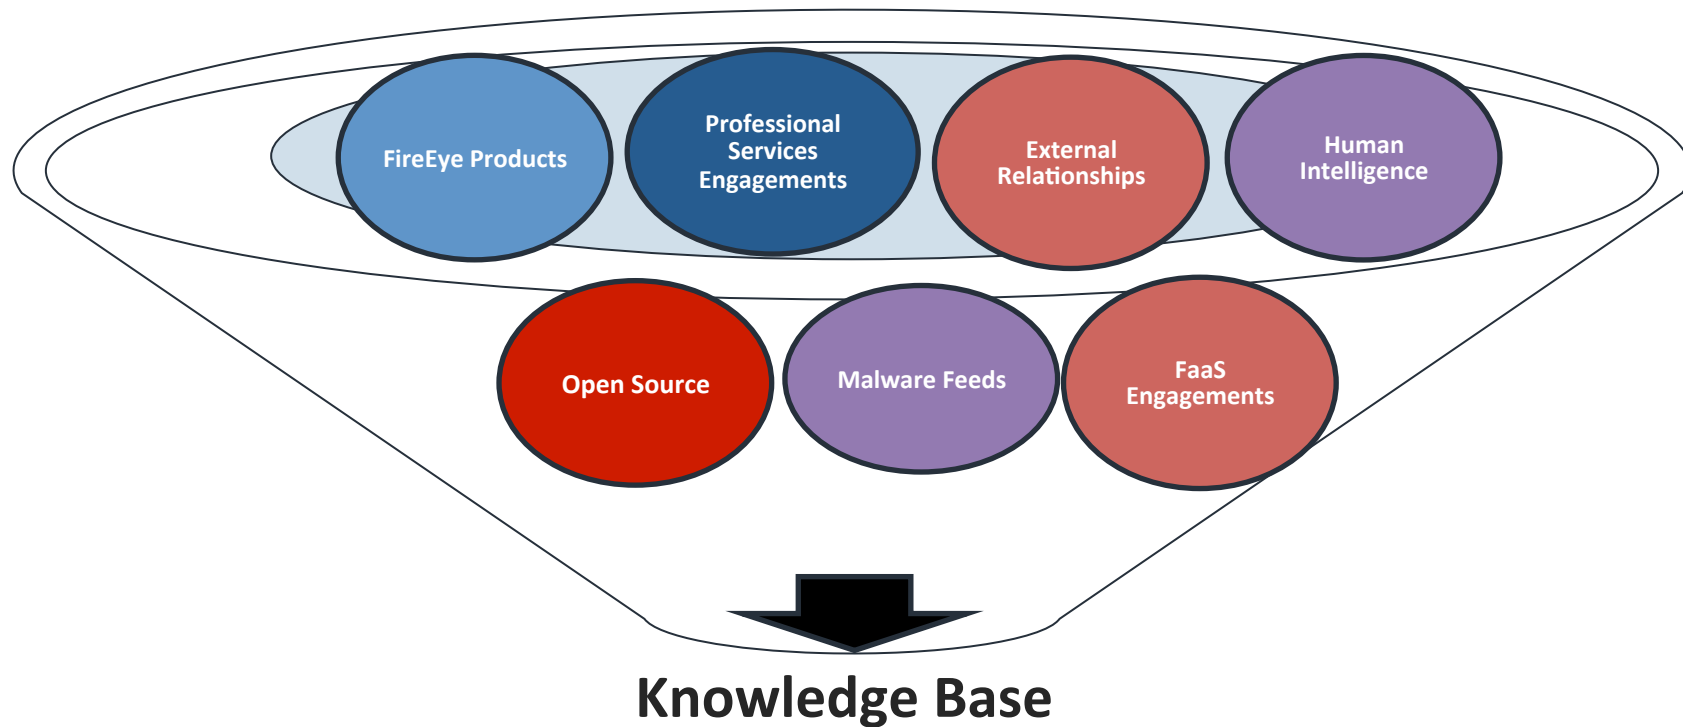 FireEye Products
Professional
Services
Engagements
External
Relationships
Human
Intelligence
Open Source
Malware Feeds
FaaS
Engagements
Knowledge Base